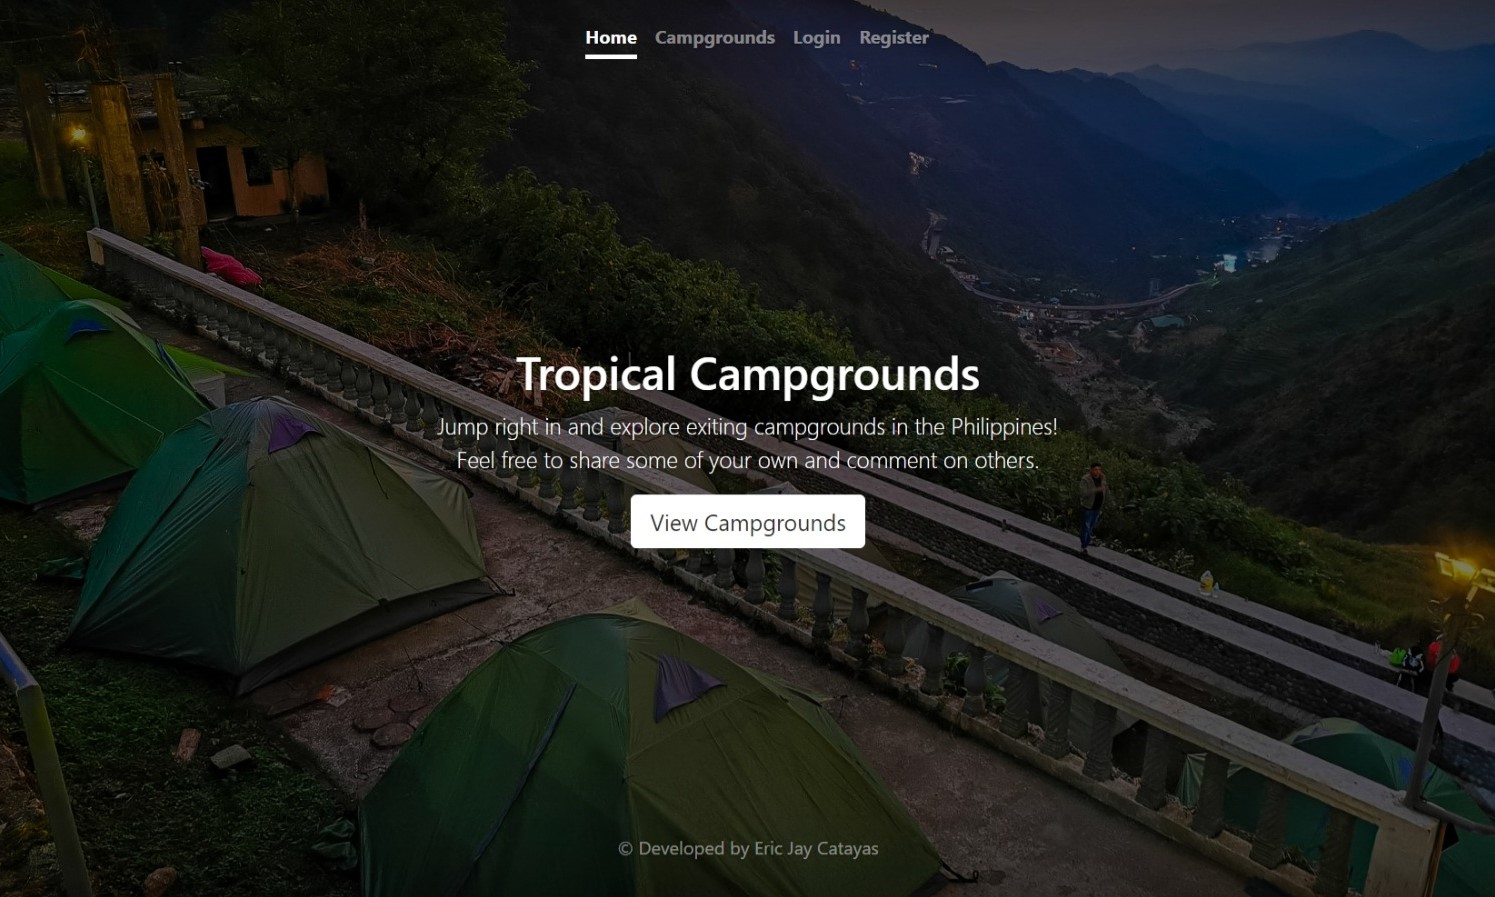 Home Campgrounds Login Register
Tropical Campgrounds
Jump right in and explore exiting campgrounds in the Philippines!
Feel free to share some of your own and comment on others.
View Campgrounds
© Developed by Eric Jay Catayas